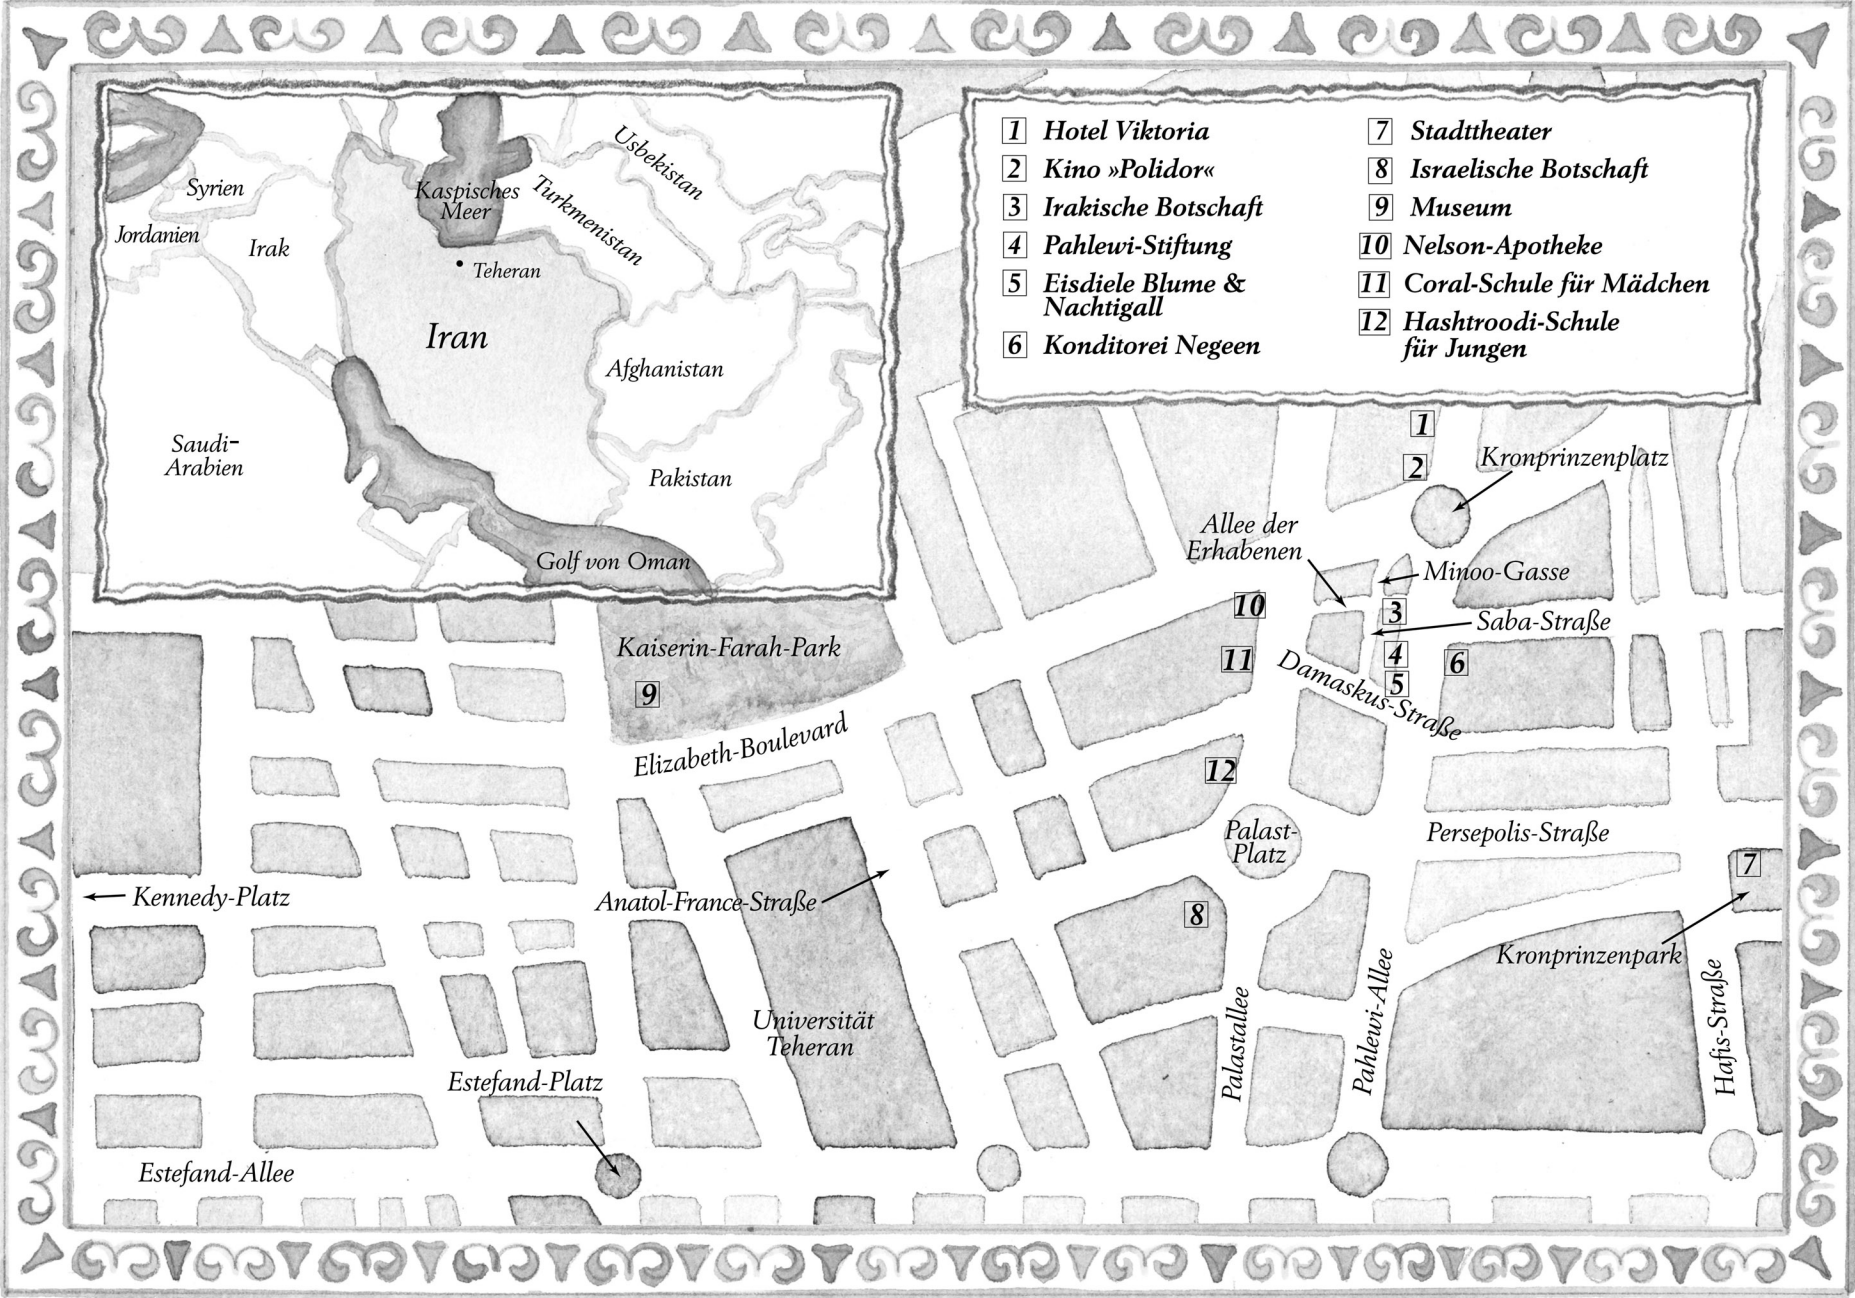 Syrien
Jordanien
Irak
Kaspisches
Meer
Turkmenistan
Usbekistan
Teheran
Iran
Afghanistan
Saudi-
Arabien
Pakistan
Golf von Oman
1 Hotel Viktoria
2 Kino »Polidor«
3 Irakische Botschaft
4 Pahlewi-Stiftung
5 Eisdiele Blume &
Nachtigall
6 Konditorei Negeen
7 Stadttheater
8 Israelische Botschaft
9 Museum
10 Nelson-Apotheke
11 Coral-Schule für Mädchen
12 Hashtroodi-Schule
für Jungen
1
2
Kronprinzenplatz
Allee der
Erhabenen
Minoo-Gasse
10
3
Saba-Straße
Kaiserin-Farah-Park
11
4
6
5
9
Damaskus-Straße
Elizabeth-Boulevard
12
Palast-
Platz
Persepolis-Straße
7
Kennedy-Platz
Anatol-France-Straße
8
Kronprinzenpark
Universität
Teheran
Palastallee
Pahlewi-Allee
Hafis-Straße
Estefand-Platz
Estefand-Allee